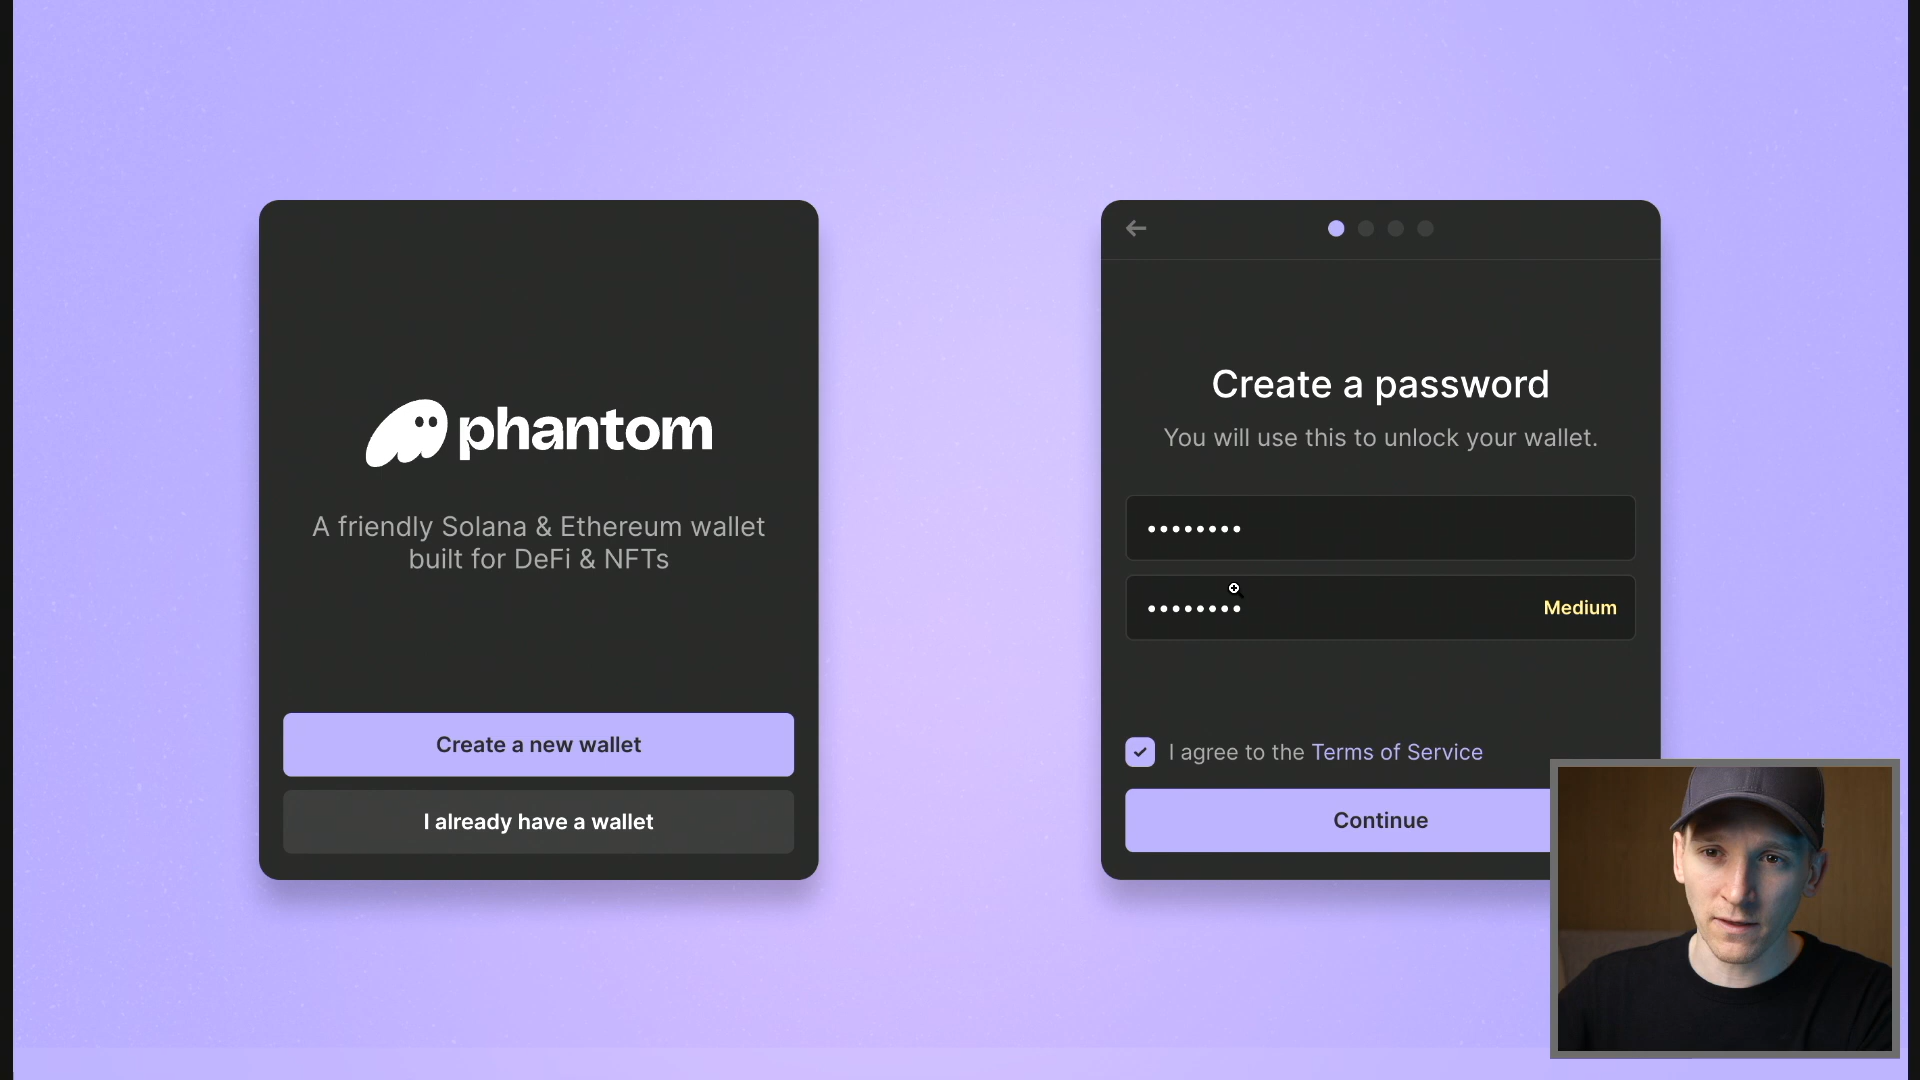 phantom
A friendly Solana & Ethereum wallet
built for DeFi & NFTs
Create a new wallet
I already have a wallet
Create a password
You will use this to unlock your wallet.
••••••••
••••••••
Medium
I agree to the Terms of Service
Continue